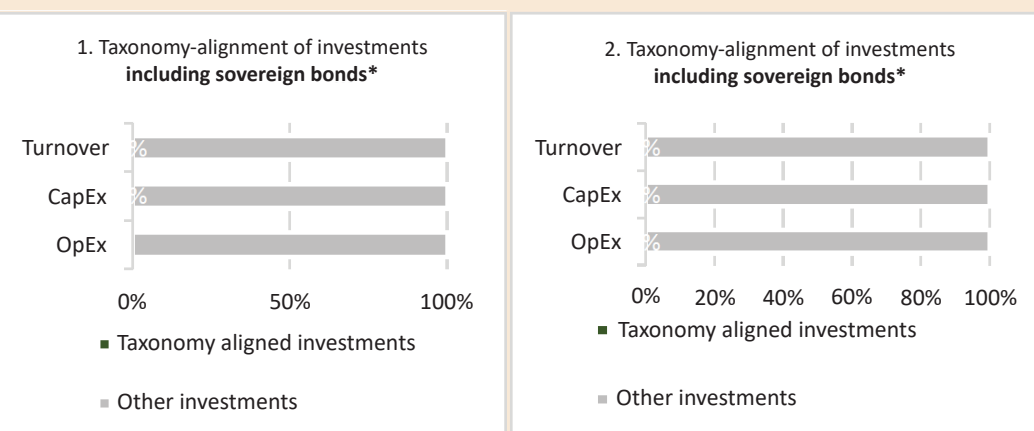 1. Taxonomy-alignment of investments
including sovereign bonds*
Turnover
%
CapEx
%
OpEx
0% 50% 100%
Taxonomy aligned investments
Other investments
2. Taxonomy-alignment of investments
including sovereign bonds*
Turnover
%
CapEx
%
OpEx
%
0% 20% 40% 60% 80% 100%
Taxonomy aligned investments
Other investments